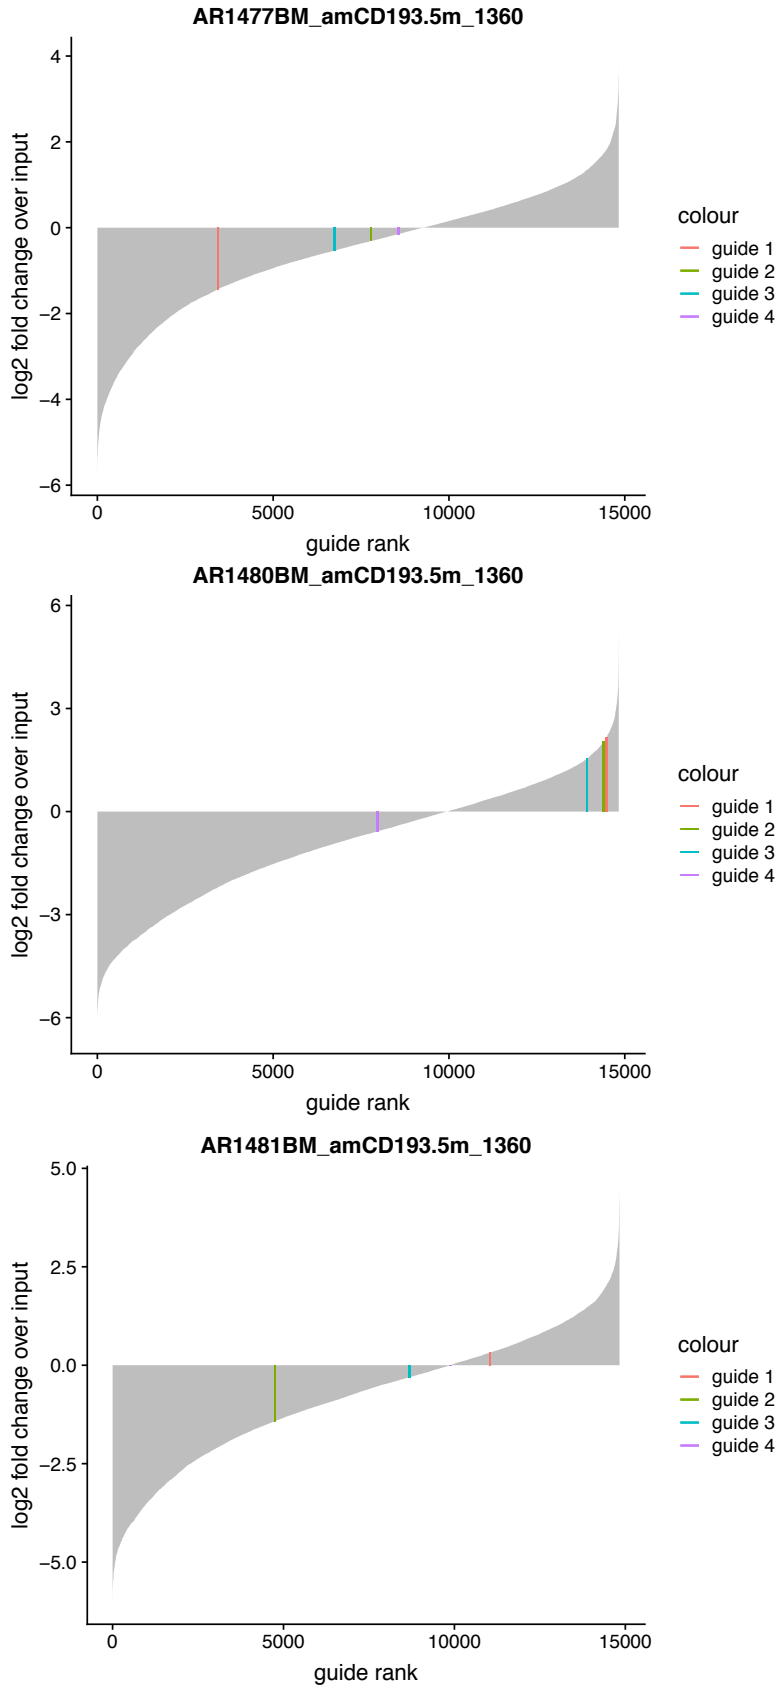 AR1477BM_amCD193.5m_1360
log2 fold change over input
4
2
0
−2
−4
−6
0 5000 10000 15000
guide rank
colour
guide 1
guide 2
guide 3
guide 4
AR1480BM_amCD193.5m_1360
log2 fold change over input
6
3
0
−3
−6
0 5000 10000 15000
guide rank
colour
guide 1
guide 2
guide 3
guide 4
AR1481BM_amCD193.5m_1360
log2 fold change over input
5.0
2.5
0.0
−2.5
−5.0
0 5000 10000 15000
guide rank
colour
guide 1
guide 2
guide 3
guide 4